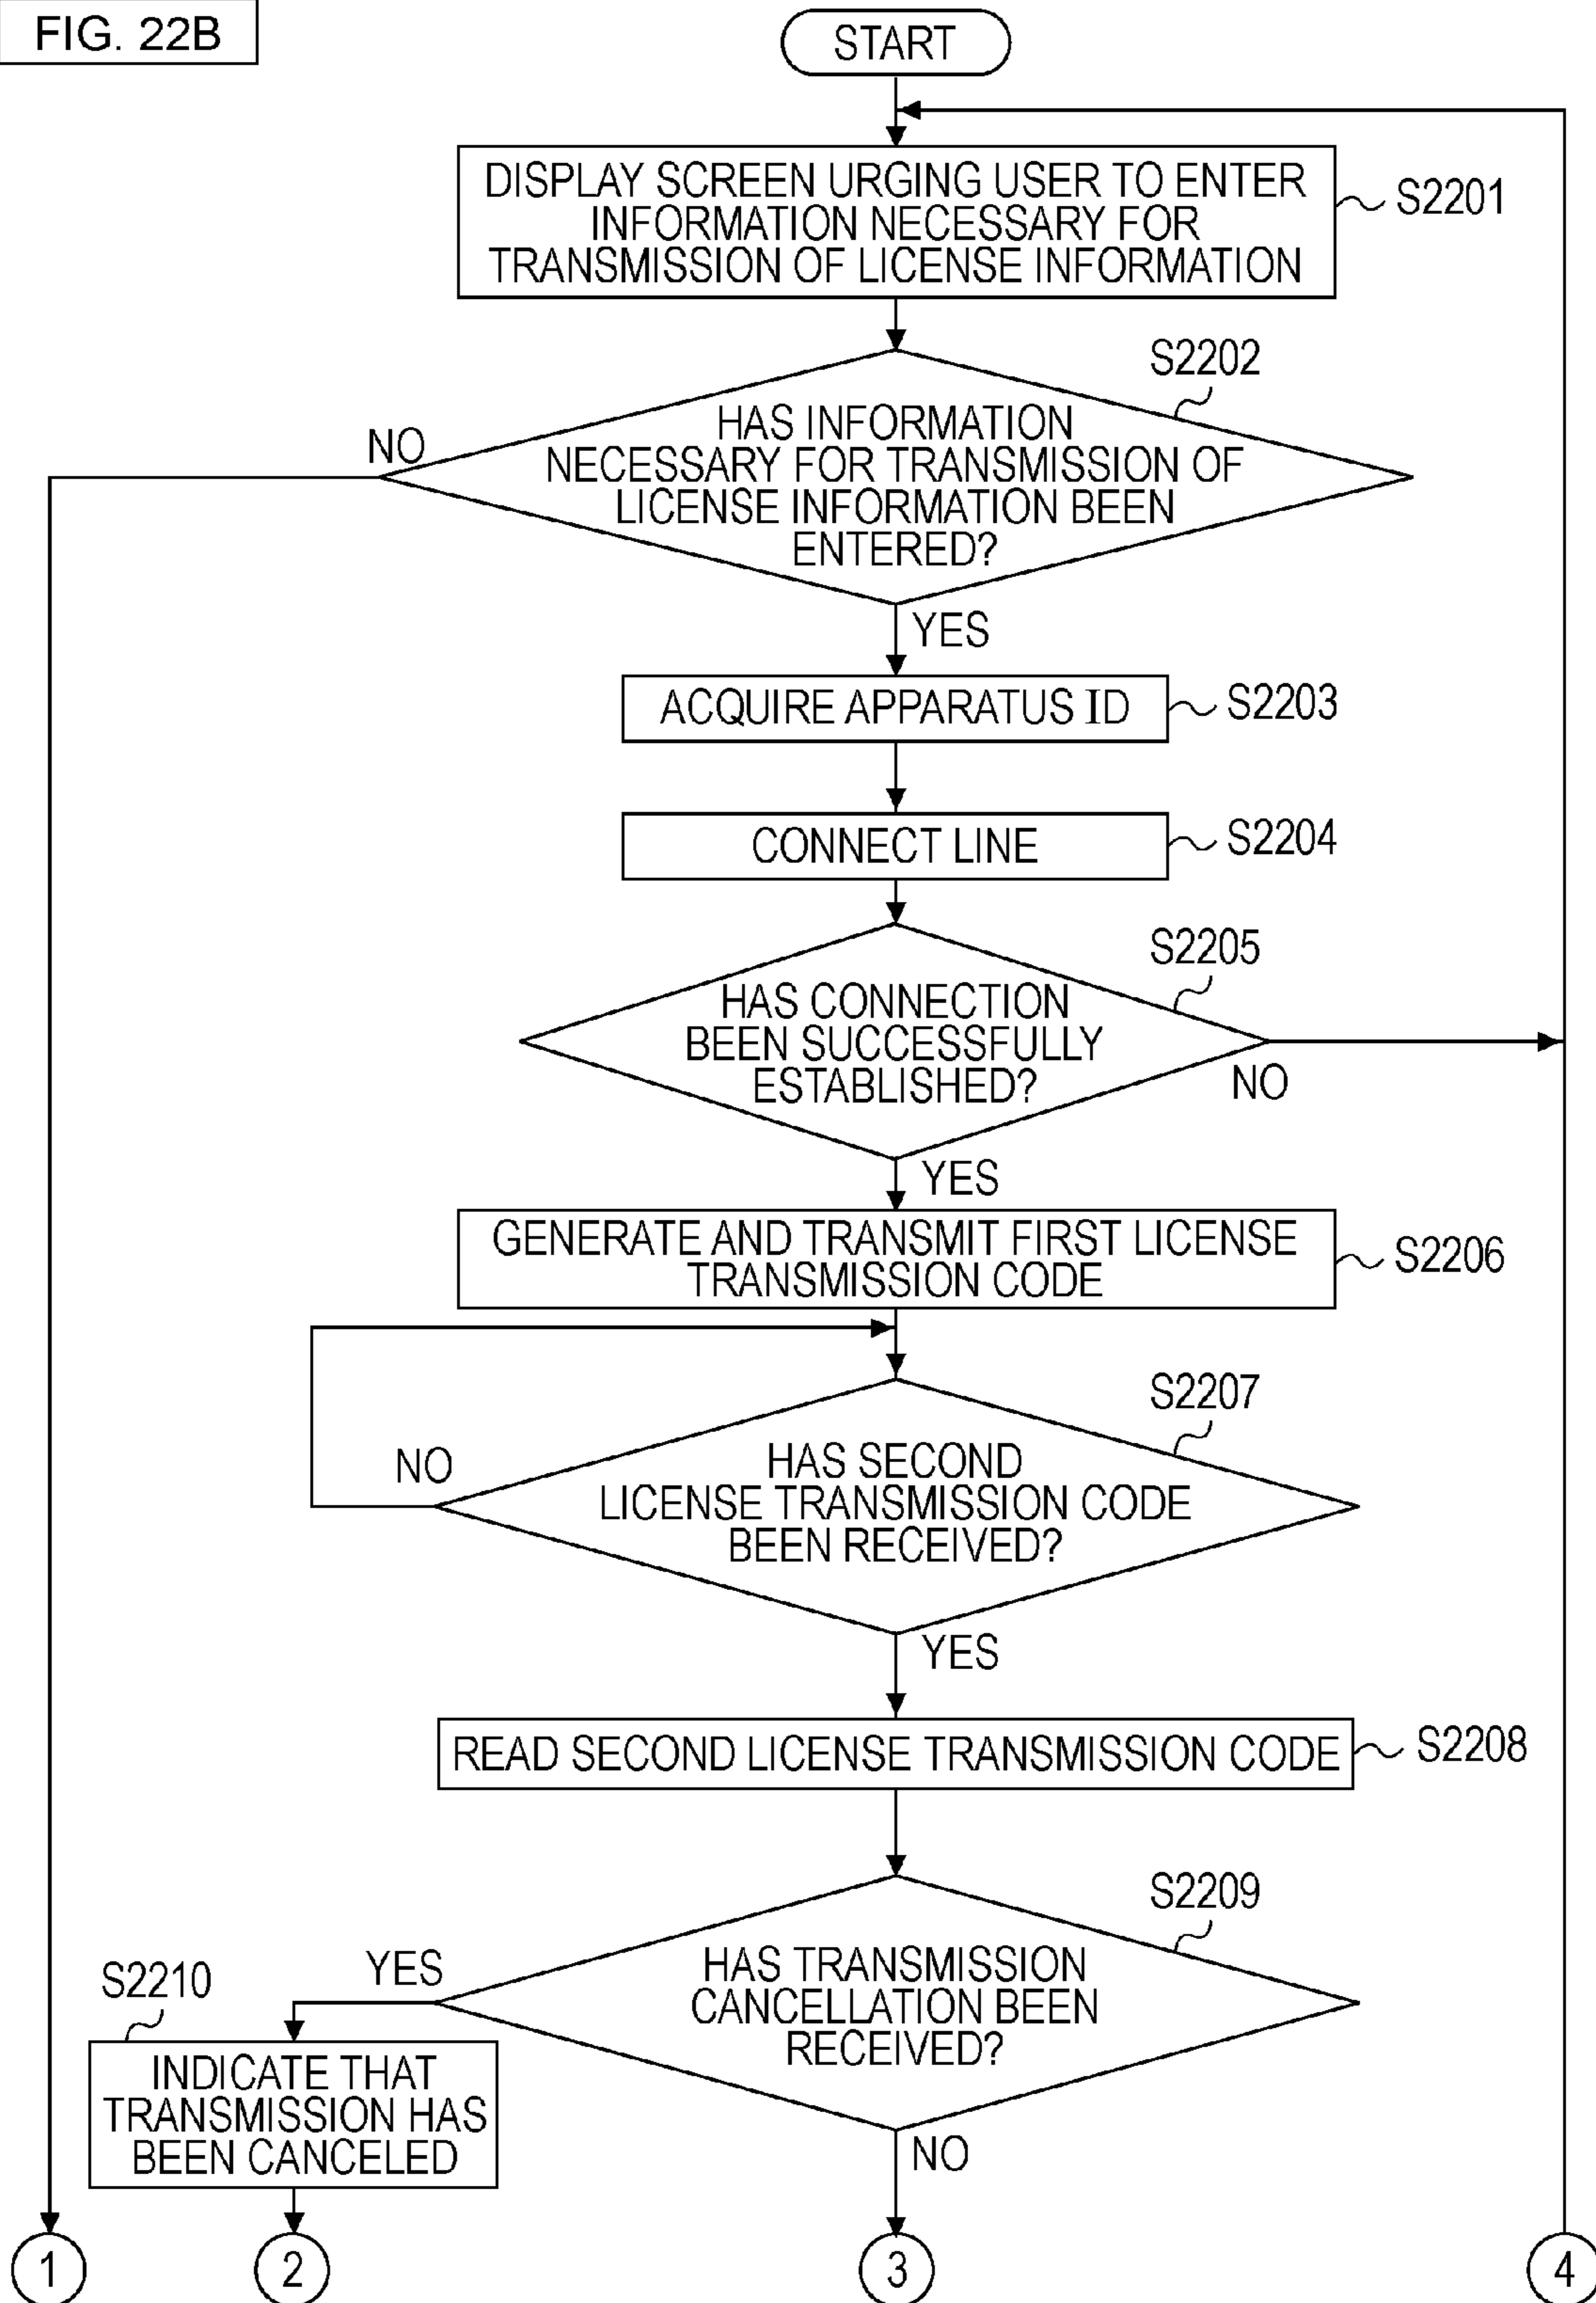 FIG. 22B
START
DISPLAY SCREEN URGING USER TO ENTER
INFORMATION NECESSARY FOR
TRANSMISSION OF LICENSE INFORMATION
S2201
S2202
HAS INFORMATION
NECESSARY FOR TRANSMISSION OF
LICENSE INFORMATION BEEN
ENTERED?
NO
YES
ACQUIRE APPARATUS ID
S2203
CONNECT LINE
S2204
S2205
HAS CONNECTION
BEEN SUCCESSFULLY
ESTABLISHED?
NO
YES
GENERATE AND TRANSMIT FIRST LICENSE
TRANSMISSION CODE
S2206
S2207
HAS SECOND
LICENSE TRANSMISSION CODE
BEEN RECEIVED?
NO
YES
READ SECOND LICENSE TRANSMISSION CODE
S2208
S2209
HAS TRANSMISSION
CANCELLATION BEEN
RECEIVED?
YES
S2210
INDICATE THAT
TRANSMISSION HAS
BEEN CANCELED
NO
1
2
3
4